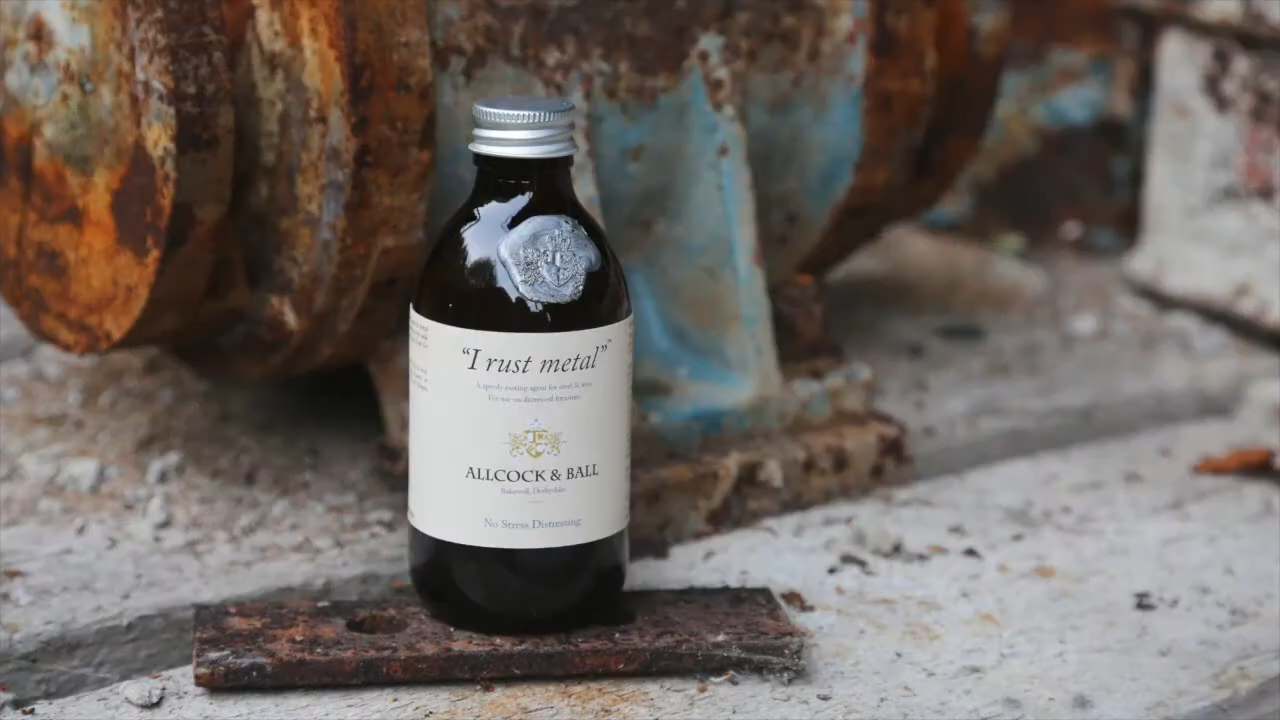 “I rust metal”™
A speedy rusting agent for steel & iron
For use on distressed furniture
ALLCOCK & BALL
Bakewell, Derbyshire
No Stress Distressing